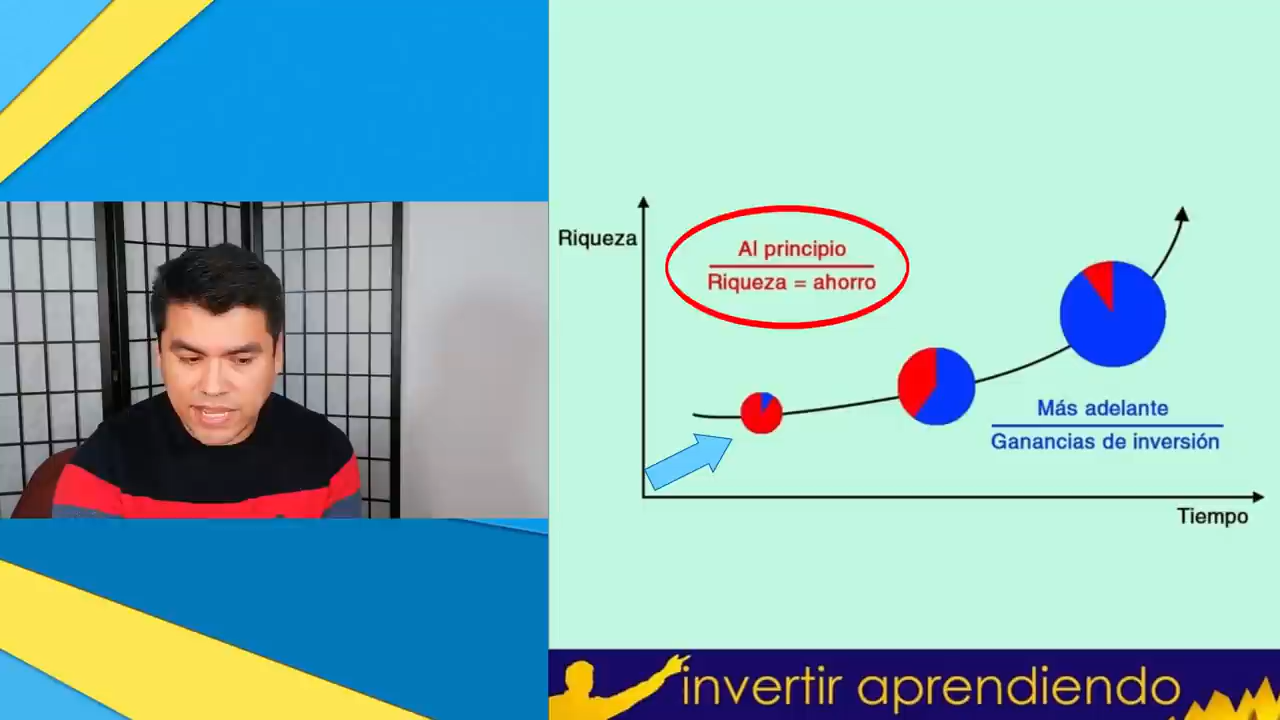 Riqueza
Al principio
Riqueza = ahorro
Más adelante
Ganancias de inversión
Tiempo
invertir aprendiendo